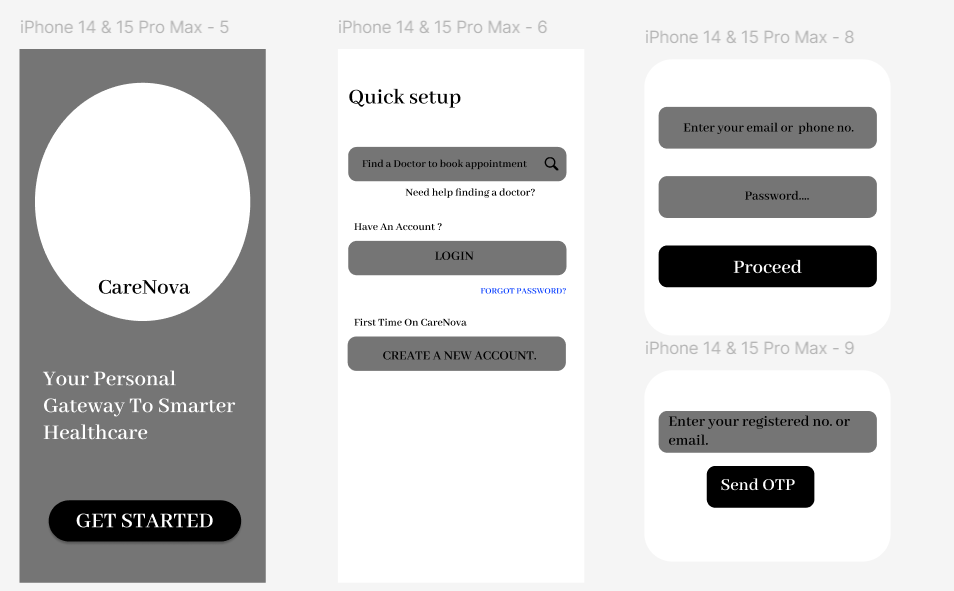 iPhone 14 & 15 Pro Max - 5
CareNova
Your Personal
Gateway To Smarter
Healthcare
GET STARTED
iPhone 14 & 15 Pro Max - 6
Quick setup
Find a Doctor to book appointment
Need help finding a doctor?
Have An Account ?
LOGIN
FORGOT PASSWORD?
First Time On CareNova
CREATE A NEW ACCOUNT.
iPhone 14 & 15 Pro Max - 8
Enter your email or  phone no.
Password....
Proceed
iPhone 14 & 15 Pro Max - 9
Enter your registered no. or
email.
Send OTP